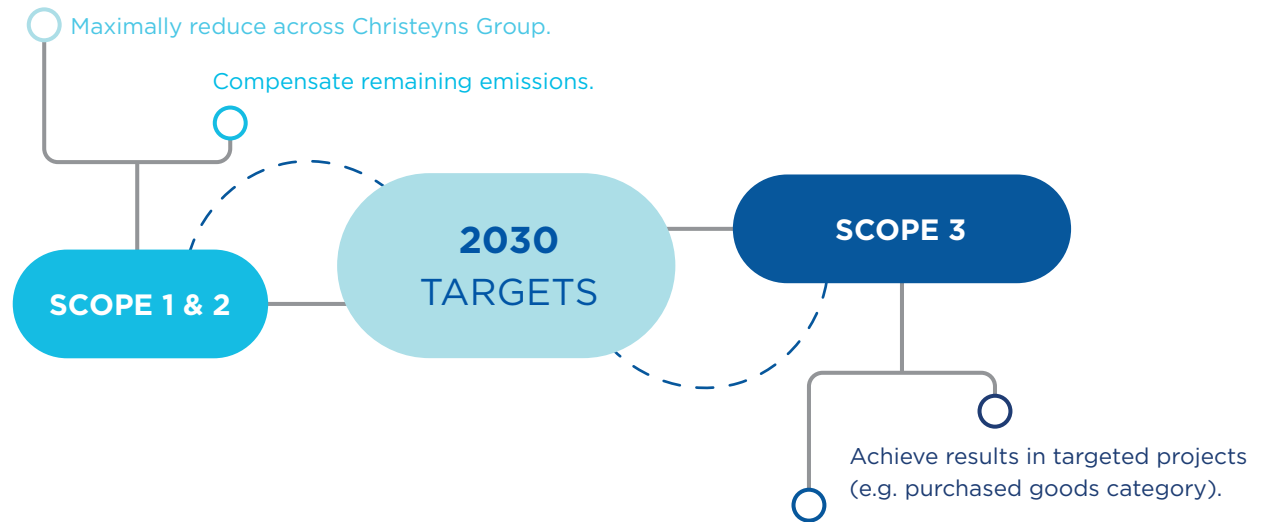 Maximally reduce across Christeyns Group.
Compensate remaining emissions.
2030
TARGETS
SCOPE 1 & 2
SCOPE 3
Achieve results in targeted projects
(e.g. purchased goods category).